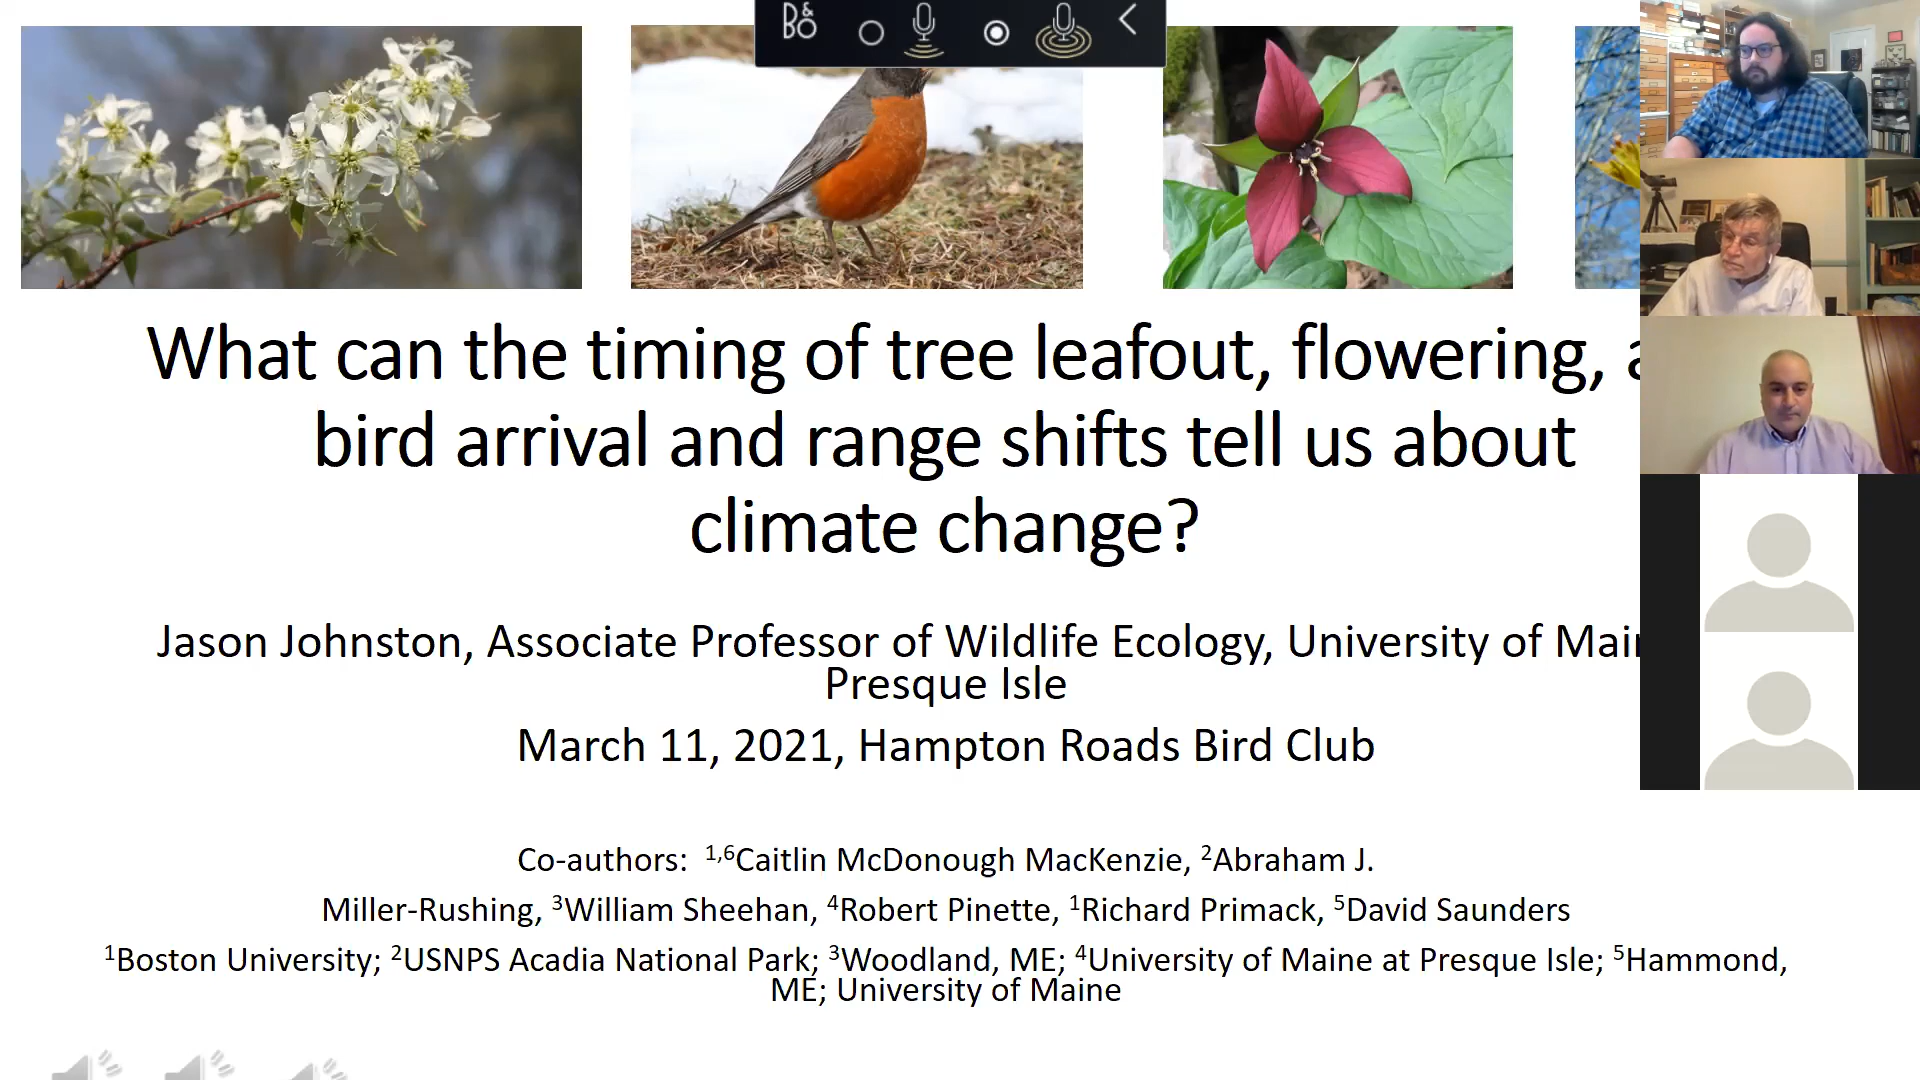 B&O
What can the timing of tree leafout, flowering, a
bird arrival and range shifts tell us about
climate change?
Jason Johnston, Associate Professor of Wildlife Ecology, University of Mai
Presque Isle
March 11, 2021, Hampton Roads Bird Club
Co-authors: 1,6Caitlin McDonough MacKenzie, 2Abraham J.
Miller-Rushing, 3William Sheehan, 4Robert Pinette, 1Richard Primack, 5David Saunders
1Boston University; 2USNPS Acadia National Park; 3Woodland, ME; 4University of Maine at Presque Isle; 5Hammond,
ME; University of Maine